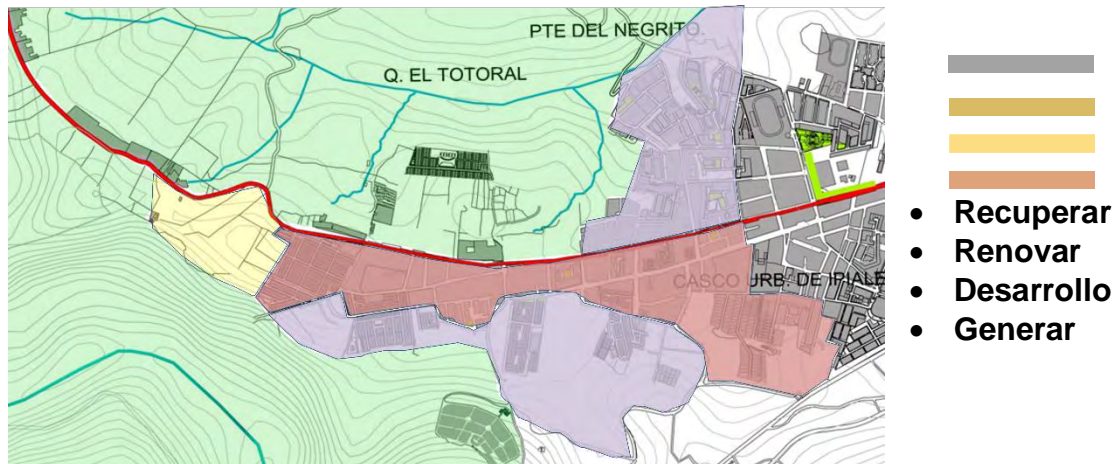 PTE DEL NEGRITO.
Q. EL TOTORAL
CASCO URB. DE IPIALE
• Recuperar
• Renovar
• Desarrollo
• Generar